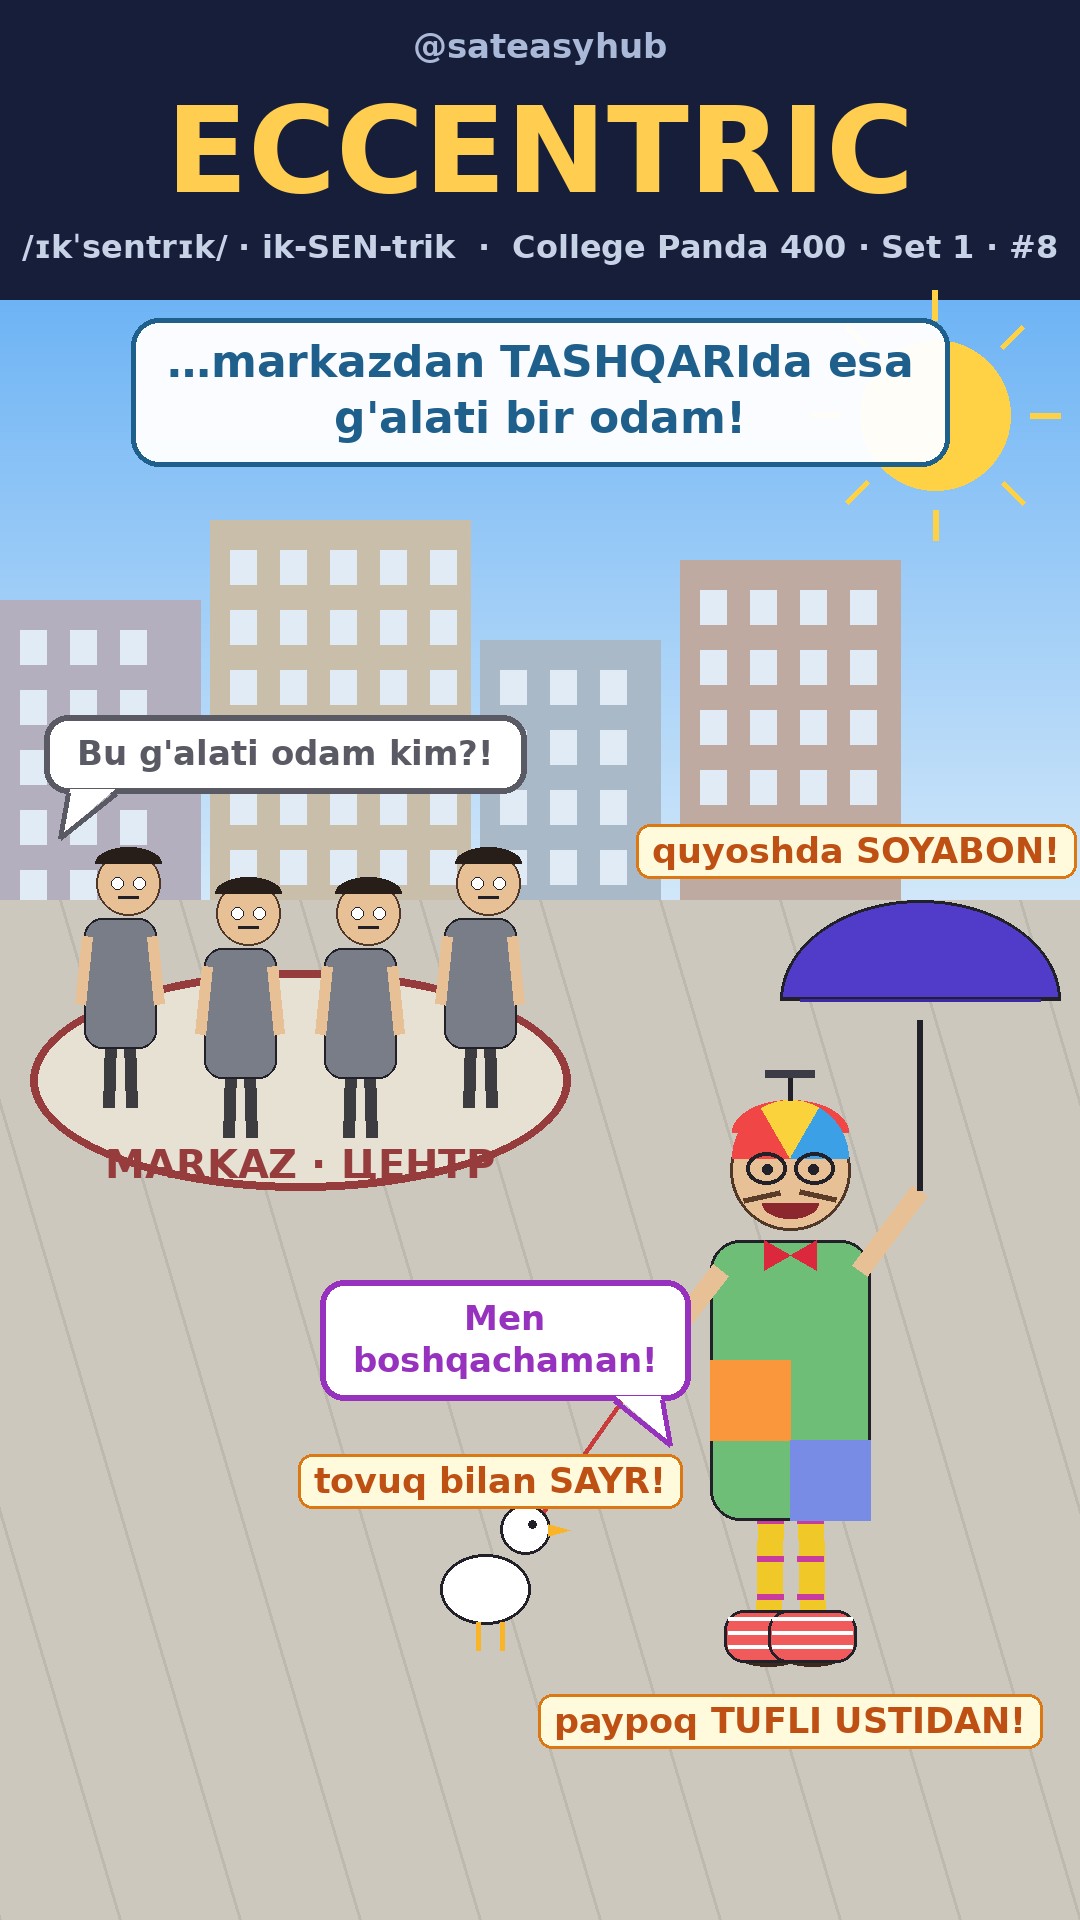 @sateasyhub
ECCENTRIC
/ɪkˈsentrɪk/ · ik-SEN-trik · College Panda 400 · Set 1 · #8
…markazdan TASHQARIda esa
g'alati bir odam!
Bu g'alati odam kim?!
quyoshda SOYABON!
MARKAZ · ЦЕНТР
Men
boshqachaman!
tovuq bilan SAYR!
paypoq TUFLI USTIDAN!